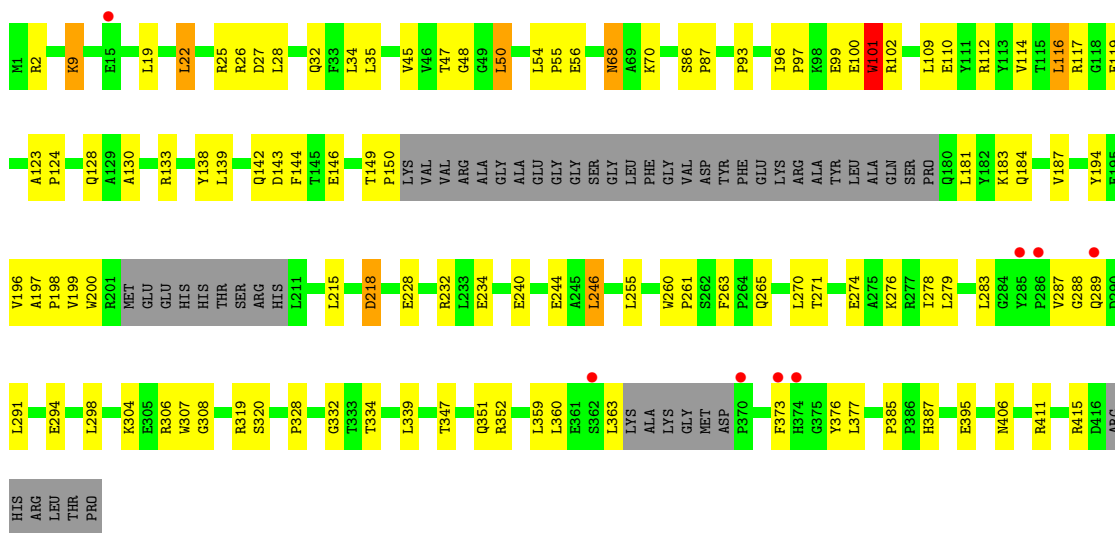 M1 R2 K9 E15 L19 L22 R25 R26 D27 L28 Q32 F33 L34 L35 V45 V46 T47 G48 G49 L50 L54 P55 E56 N68 A69 K70 S86 P87 P93 I96 P97 K98 E99 E100 W101 R102 L109 E110 Y111 R112 Y113 V114 T115 L116 R117 G118
A123 P124 Q128 A129 A130 R133 Y138 L139 Q142 D143 F144 T145 E146 T149 P150 LYS VAL VAL ARG ALA GLY ALA GLU GLY GLY SER GLY LEU PHE GLY VAL ASP TYR PHE GLU LYS ARG ALA TYR LEU ALA GLN SER PRO Q180 L181 Y182 K183 Q184 V187 Y194
V196 A197 P198 V199 W200 R201 MET GLU GLU HIS HIS THR SER ARG HIS L211 L215 D218 E228 R232 L233 E234 E240 E244 A245 L246 L255 W260 P261 S262 F263 P264 Q265 L270 T271 E274 A275 K276 R277 I278 L279 L283 G284 Y285 P286 V287 G288 Q289
L291 E294 L298 K304 E305 R306 W307 G308 R319 S320 P328 G332 T333 T334 L339 T347 Q351 R352 L359 L360 E361 S362 L363 LYS ALA LYS GLY MET ASP P370 F373 H374 G375 Y376 L377 P385 P386 H387 E395 N406 R411 R415 D416 ARG
HIS ARG LEU THR PRO